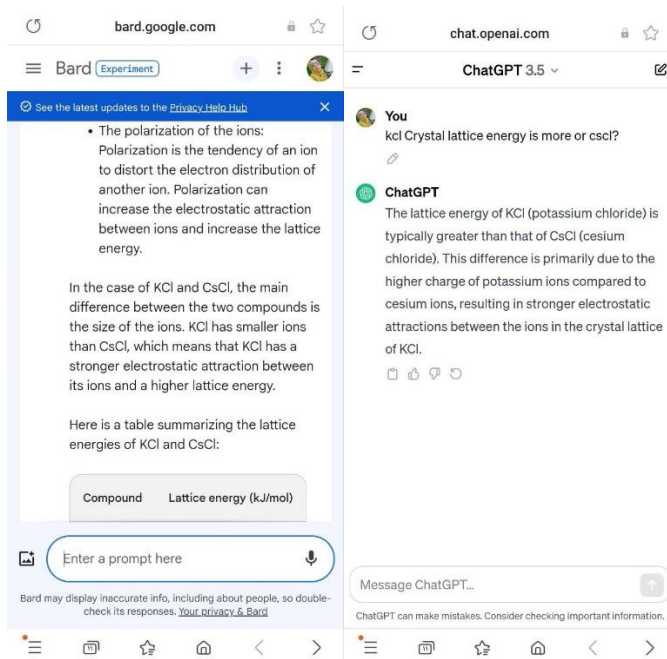 bard.google.com
Bard Experiment
See the latest updates to the Privacy Help Hub
• The polarization of the ions:
Polarization is the tendency of an ion
to distort the electron distribution of
another ion. Polarization can
increase the electrostatic attraction
between ions and increase the lattice
energy.
In the case of KCl and CsCl, the main
difference between the two compounds is
the size of the ions. KCl has smaller ions
than CsCl, which means that KCl has a
stronger electrostatic attraction between
its ions and a higher lattice energy.
Here is a table summarizing the lattice
energies of KCl and CsCl:
Compound Lattice energy (kJ/mol)
Enter a prompt here
Bard may display inaccurate info, including about people, so double-
check its responses. Your privacy & Bard
chat.openai.com
ChatGPT 3.5
You
kcl Crystal lattice energy is more or cscl?
ChatGPT
The lattice energy of KCl (potassium chloride) is
typically greater than that of CsCl (cesium
chloride). This difference is primarily due to the
higher charge of potassium ions compared to
cesium ions, resulting in stronger electrostatic
attractions between the ions in the crystal lattice
of KCl.
Message ChatGPT...
ChatGPT can make mistakes. Consider checking important information.